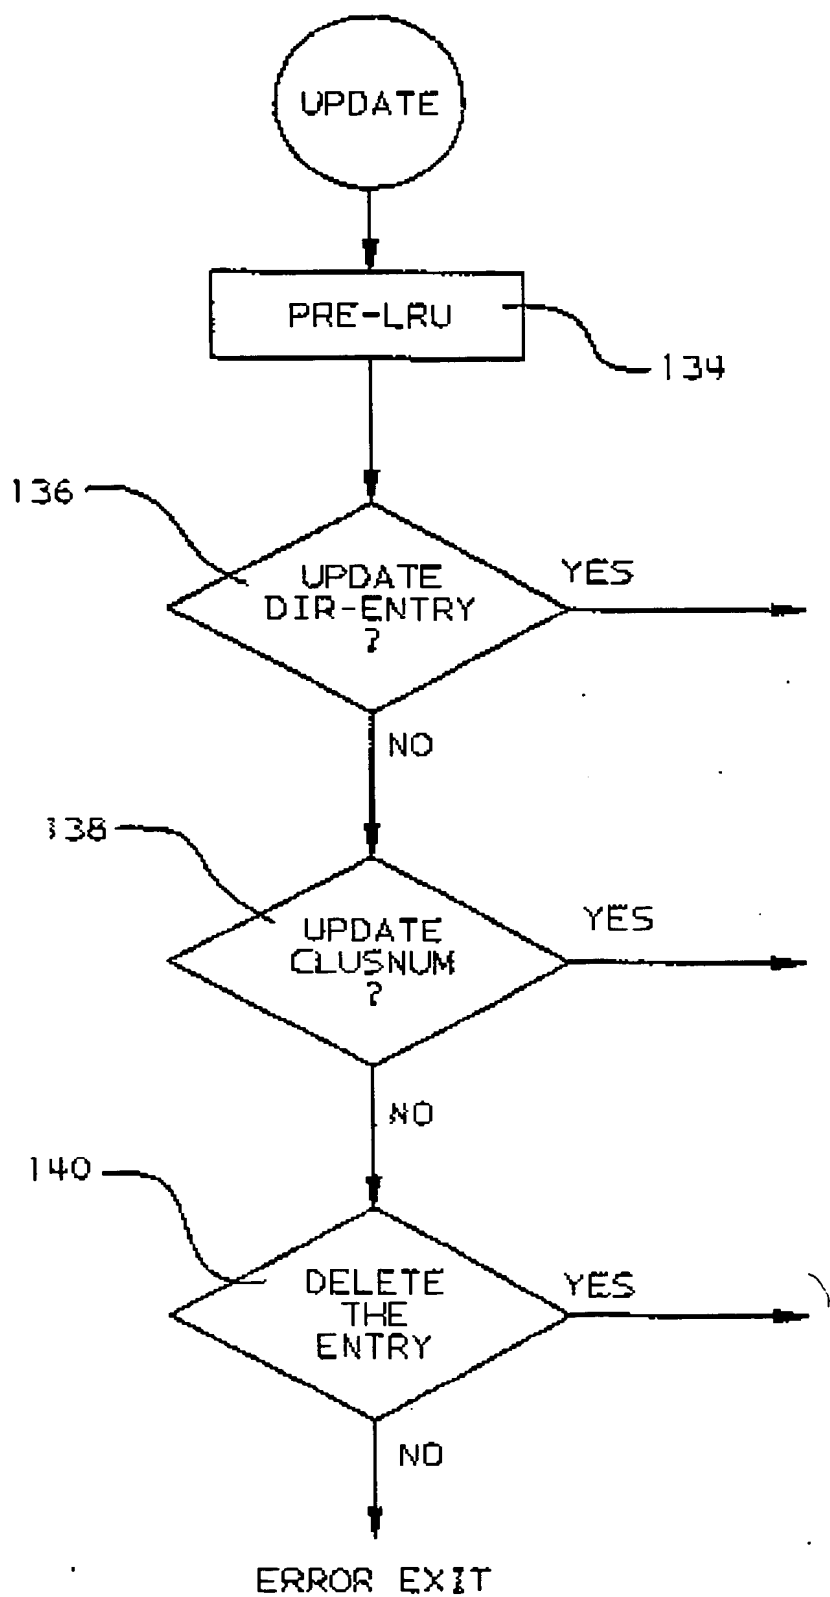 UPDATE
PRE-LRU
134
136
UPDATE
DIR-ENTRY
?
YES
NO
138
UPDATE
CLUSNUM
?
YES
NO
140
DELETE
THE
ENTRY
YES
NO
ERROR EXIT